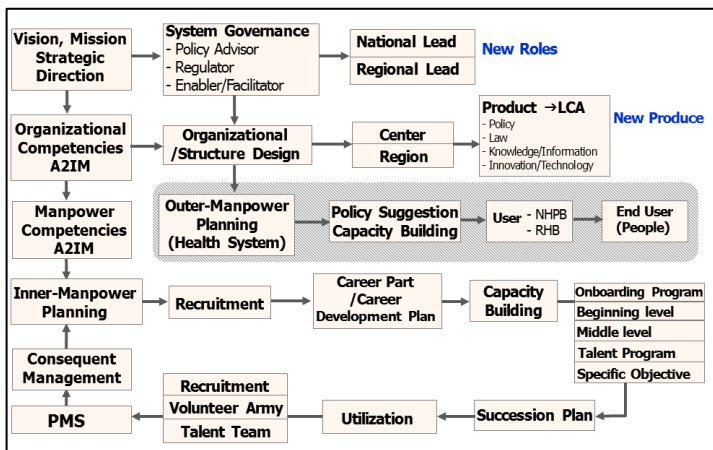 Vision, Mission
Strategic
Direction
System Governance
- Policy Advisor
- Regulator
- Enabler/Facilitator
National Lead
Regional Lead
New Roles
Organizational
Competencies
A2IM
Organizational
/Structure Design
Center
Region
Product →LCA
- Policy
- Law
- Knowledge/Information
- Innovation/Technology
New Produce
Manpower
Competencies
A2IM
Outer-Manpower
Planning
(Health System)
Policy Suggestion
Capacity Building
User - NHPB
- RHB
End User
(People)
Inner-Manpower
Planning
Recruitment
Career Part
/Career
Development Plan
Capacity
Building
Onboarding Program
Beginning level
Middle level
Talent Program
Specific Objective
Consequent
Management
PMS
Recruitment
Volunteer Army
Talent Team
Utilization
Succession Plan